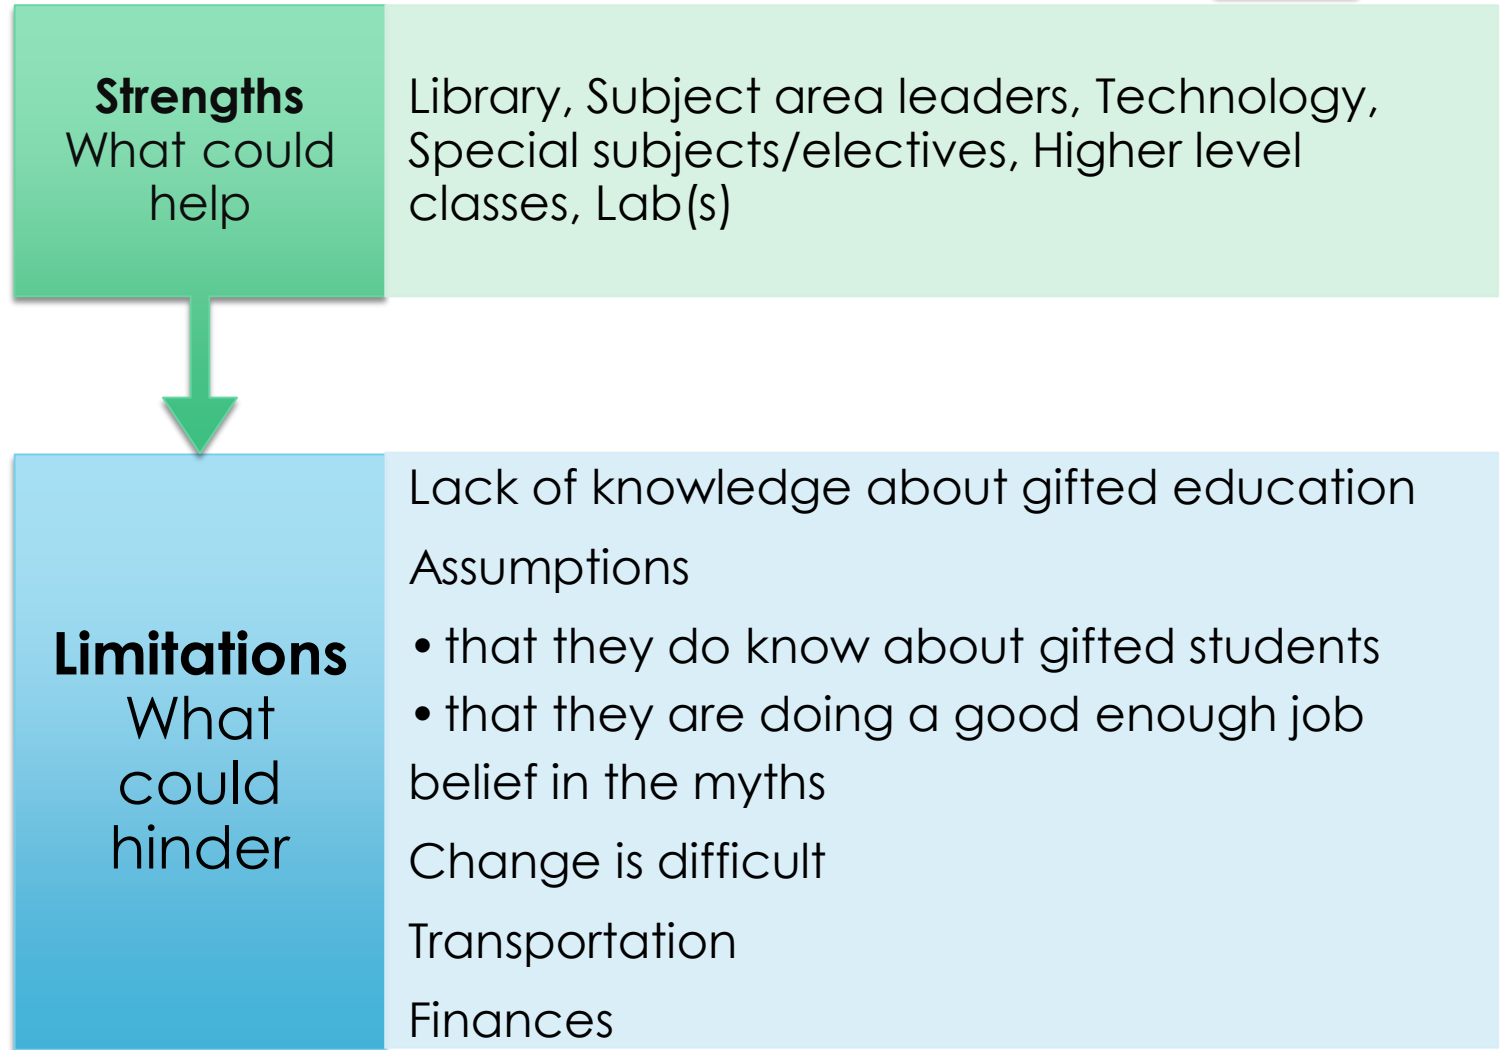 Strengths
What could
help
Library, Subject area leaders, Technology,
Special subjects/electives, Higher level
classes, Lab(s)
Limitations
What
could
hinder
Lack of knowledge about gifted education
Assumptions
• that they do know about gifted students
• that they are doing a good enough job
belief in the myths
Change is difficult
Transportation
Finances